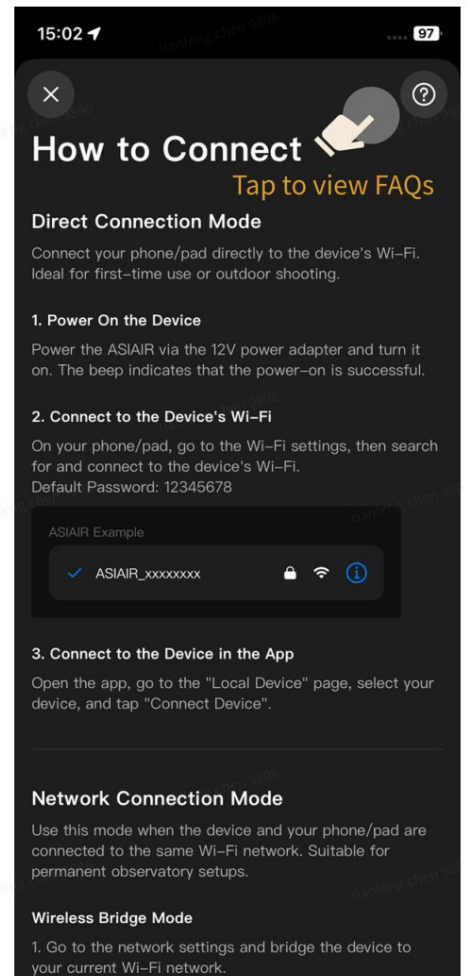 15:02
97
How to Connect
Tap to view FAQs
Direct Connection Mode
Connect your phone/pad directly to the device's Wi-Fi.
Ideal for first-time use or outdoor shooting.
1. Power On the Device
Power the ASIAIR via the 12V power adapter and turn it
on. The beep indicates that the power-on is successful.
2. Connect to the Device's Wi-Fi
On your phone/pad, go to the Wi-Fi settings, then search
for and connect to the device's Wi-Fi.
Default Password: 12345678
ASIAIR Example
ASIAIR_xxxxxxxx
3. Connect to the Device in the App
Open the app, go to the "Local Device" page, select your
device, and tap "Connect Device".
Network Connection Mode
Use this mode when the device and your phone/pad are
connected to the same Wi-Fi network. Suitable for
permanent observatory setups.
Wireless Bridge Mode
1. Go to the network settings and bridge the device to
your current Wi-Fi network.
tianfeng.chen 9896